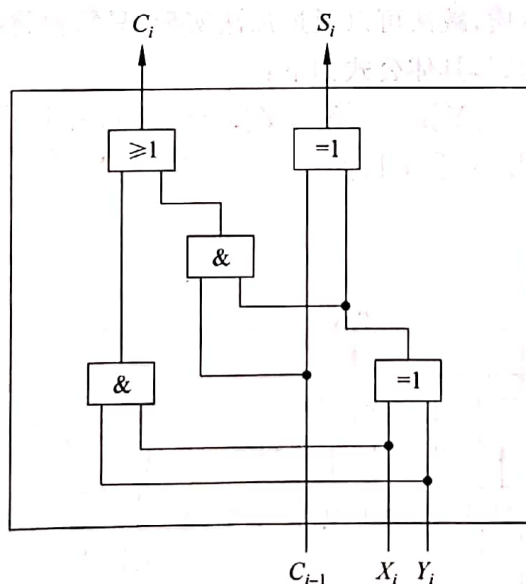 Cᵢ Sᵢ
≥1 =1
&
& =1
Cᵢ₋₁ Xᵢ Yᵢ